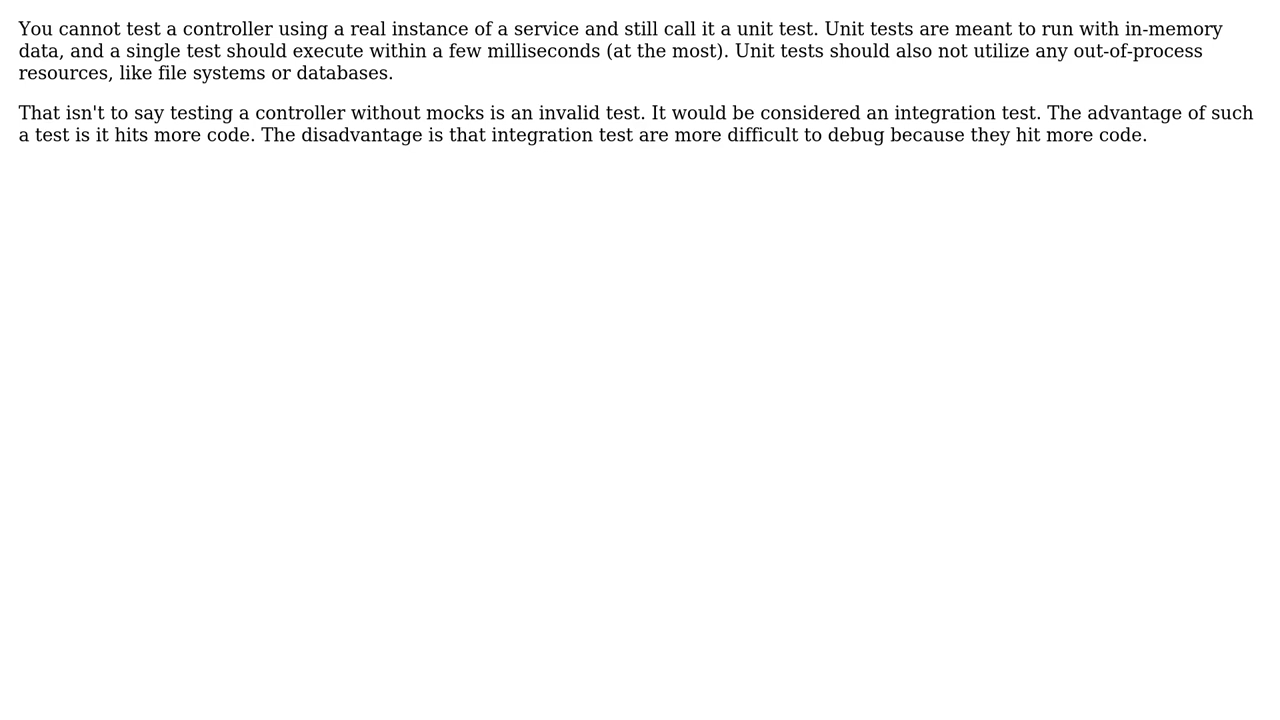 You cannot test a controller using a real instance of a service and still call it a unit test. Unit tests are meant to run with in-memory
data, and a single test should execute within a few milliseconds (at the most). Unit tests should also not utilize any out-of-process
resources, like file systems or databases.
That isn't to say testing a controller without mocks is an invalid test. It would be considered an integration test. The advantage of such
a test is it hits more code. The disadvantage is that integration test are more difficult to debug because they hit more code.